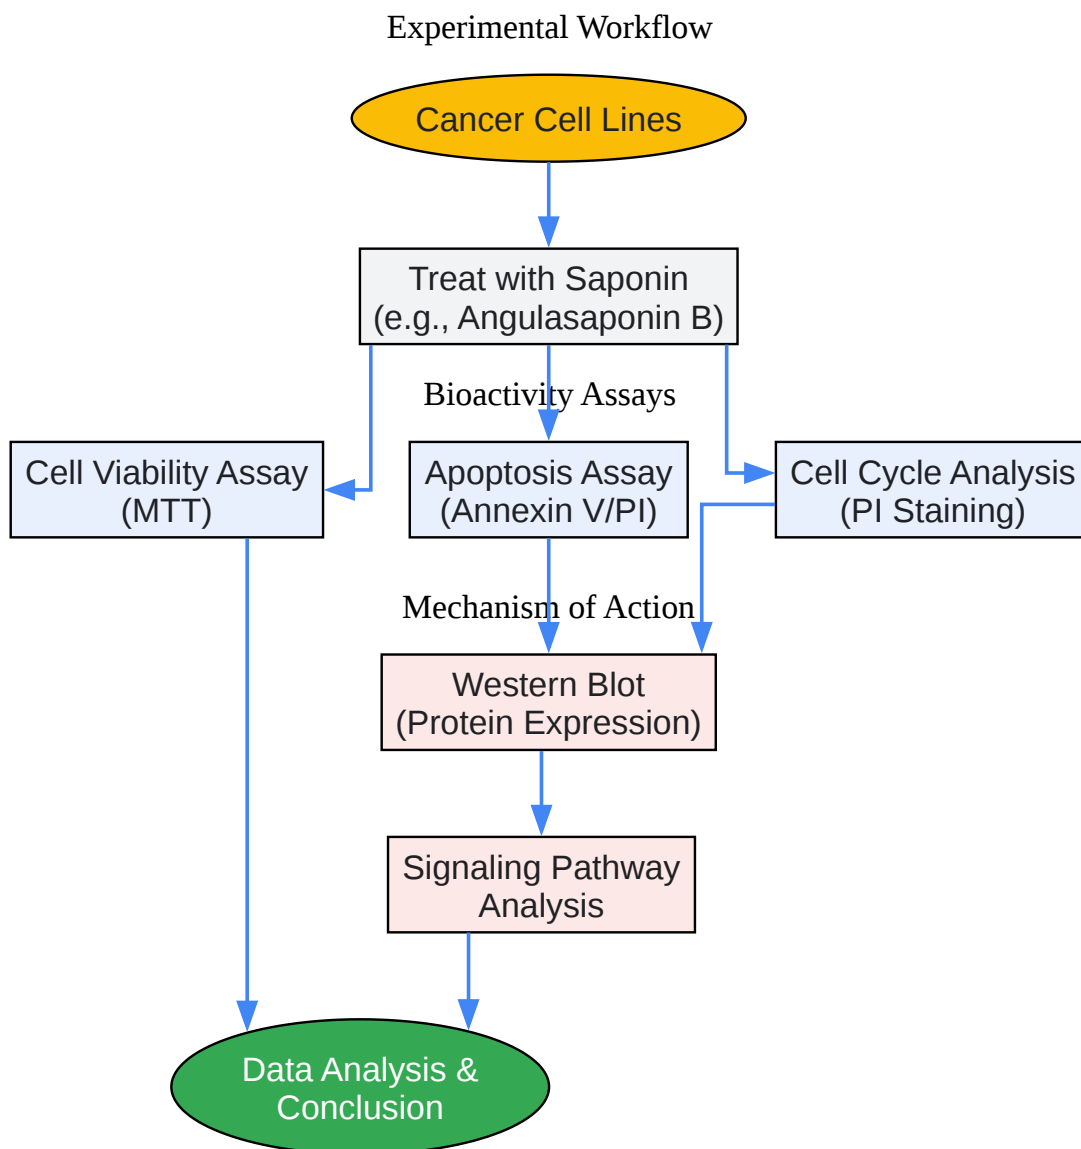 Experimental Workflow
Cancer Cell Lines
Treat with Saponin
(e.g., Angulasaponin B)
Bioactivity Assays
Cell Viability Assay
(MTT)
Apoptosis Assay
(Annexin V/PI)
Cell Cycle Analysis
(PI Staining)
Mechanism of Action
Western Blot
(Protein Expression)
Signaling Pathway
Analysis
Data Analysis &
Conclusion